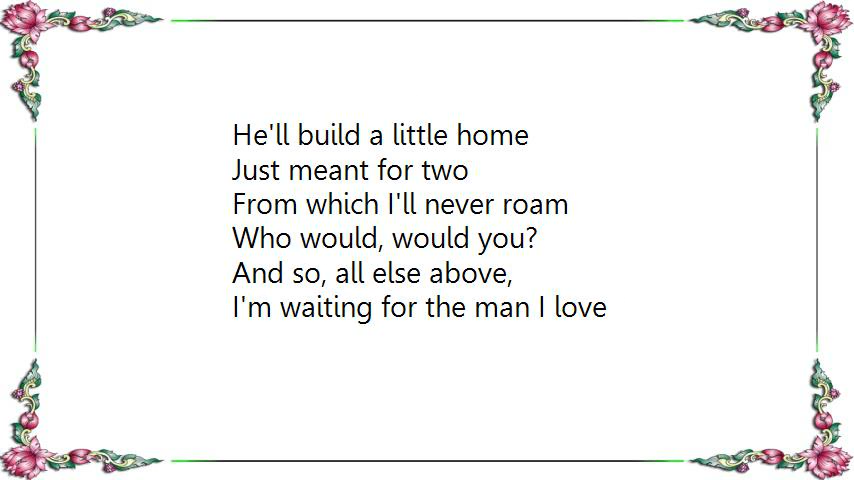 He'll build a little home
Just meant for two
From which I'll never roam
Who would, would you?
And so, all else above,
I'm waiting for the man I love